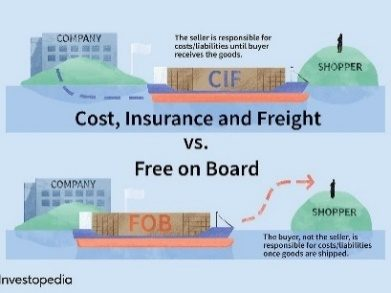 COMPANY
The seller is responsible for
costs/liabilities until buyer
receives the goods.
CIF
SHOPPER
Cost, Insurance and Freight
vs.
Free on Board
COMPANY
FOB
SHOPPER
The buyer, not the seller, is
responsible for costs/liabilities
once goods are shipped.
Investopedia